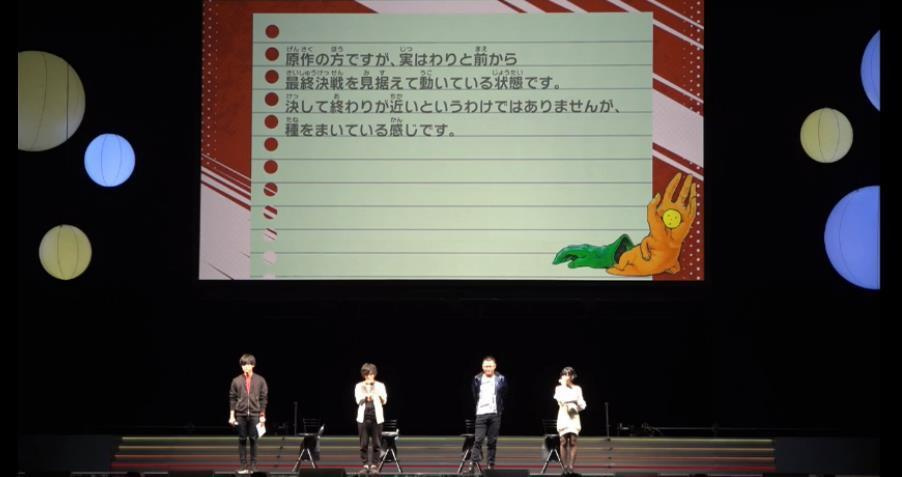 原作の方ですが、実はわりと前から
最終決戦を見据えて動いている状態です。
決して終わりが近いというわけではありませんが、
種をまいている感じです。